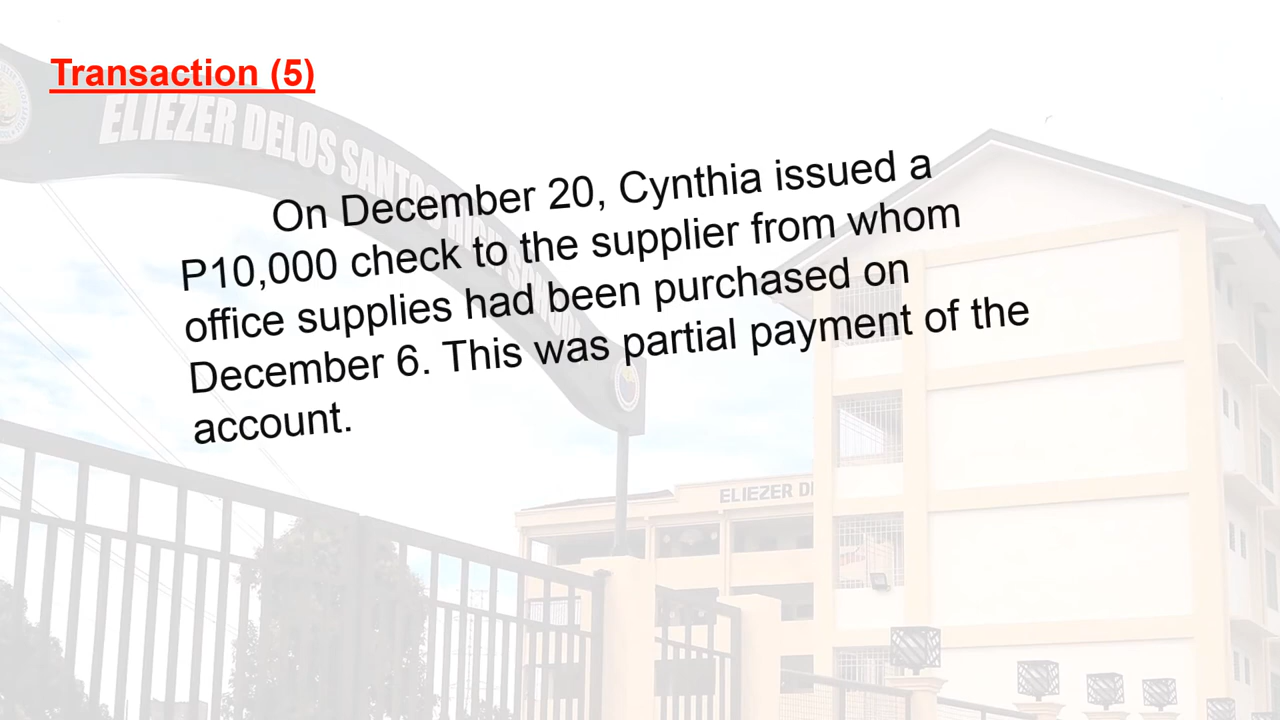 Transaction (5)
ELIEZER DELOS SANTOS
On December 20, Cynthia issued a
P10,000 check to the supplier from whom
office supplies had been purchased on
December 6. This was partial payment of the
account.
ELIEZER D